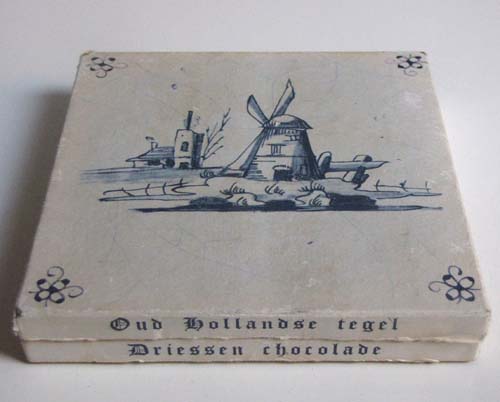 Oud Hollandse tegel
Driessen chocolade